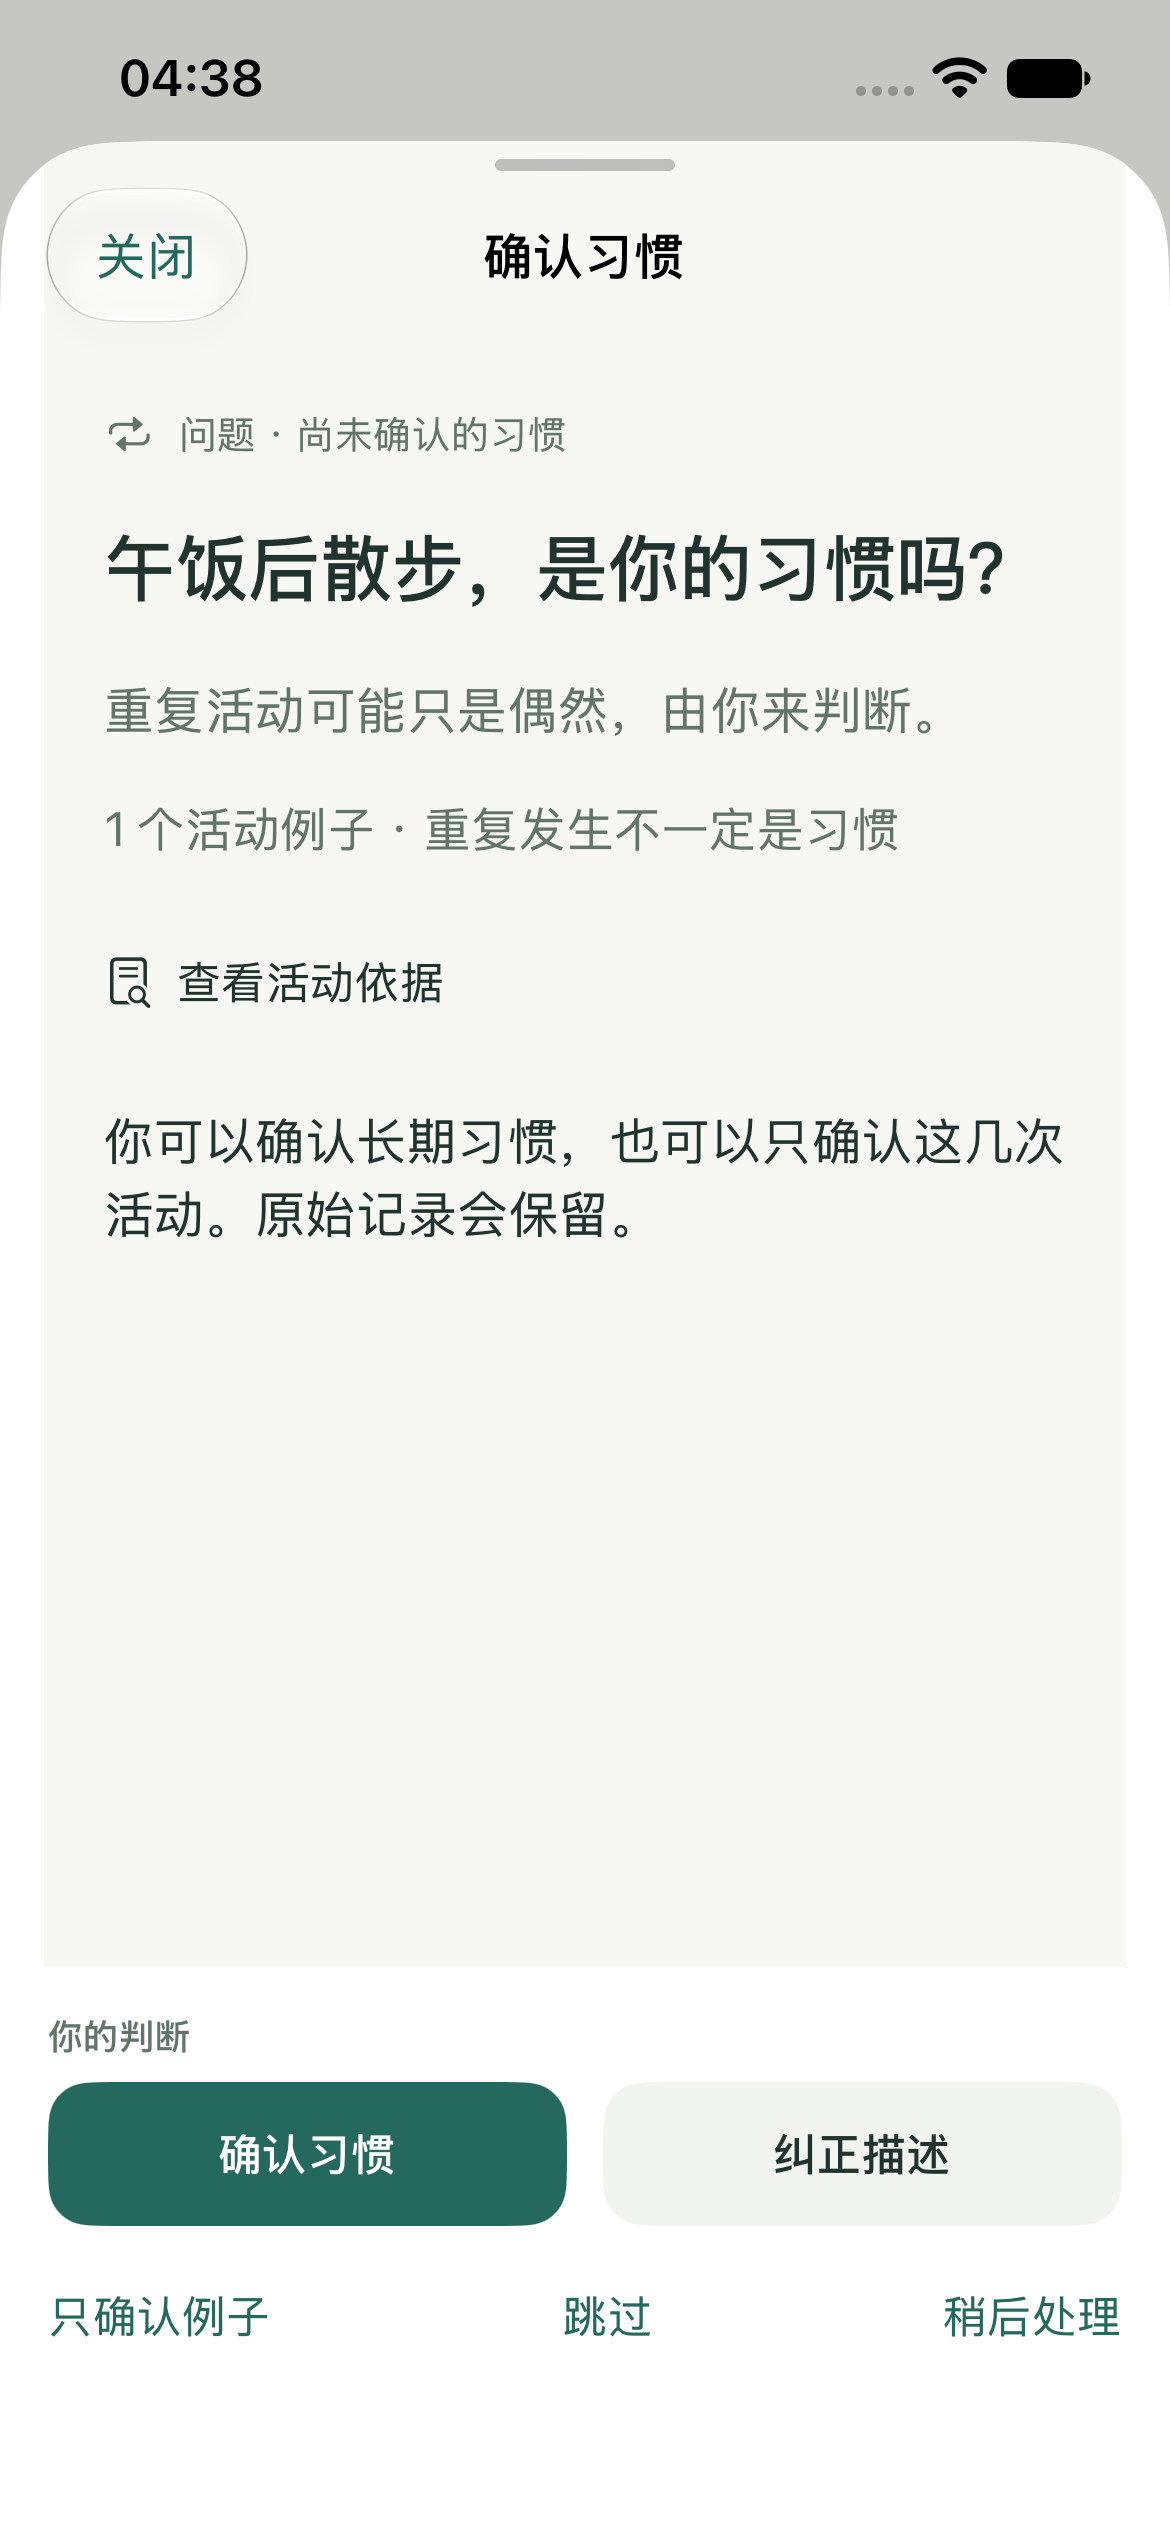 04:38
关闭
确认习惯
问题 · 尚未确认的习惯
午饭后散步，是你的习惯吗?
重复活动可能只是偶然，由你来判断。
1 个活动例子 · 重复发生不一定是习惯
查看活动依据
你可以确认长期习惯，也可以只确认这几次
活动。原始记录会保留。
你的判断
确认习惯
纠正描述
只确认例子
跳过
稍后处理